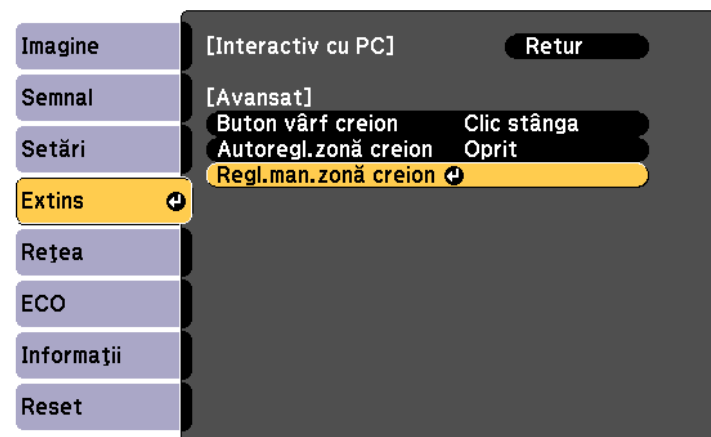 Imagine
Semnal
Setări
Extins
Reţea
ECO
Informaţii
Reset
[Interactiv cu PC] Retur
[Avansat]
Buton vârf creion Clic stânga
Autoregl.zonă creion Oprit
Regl.man.zonă creion